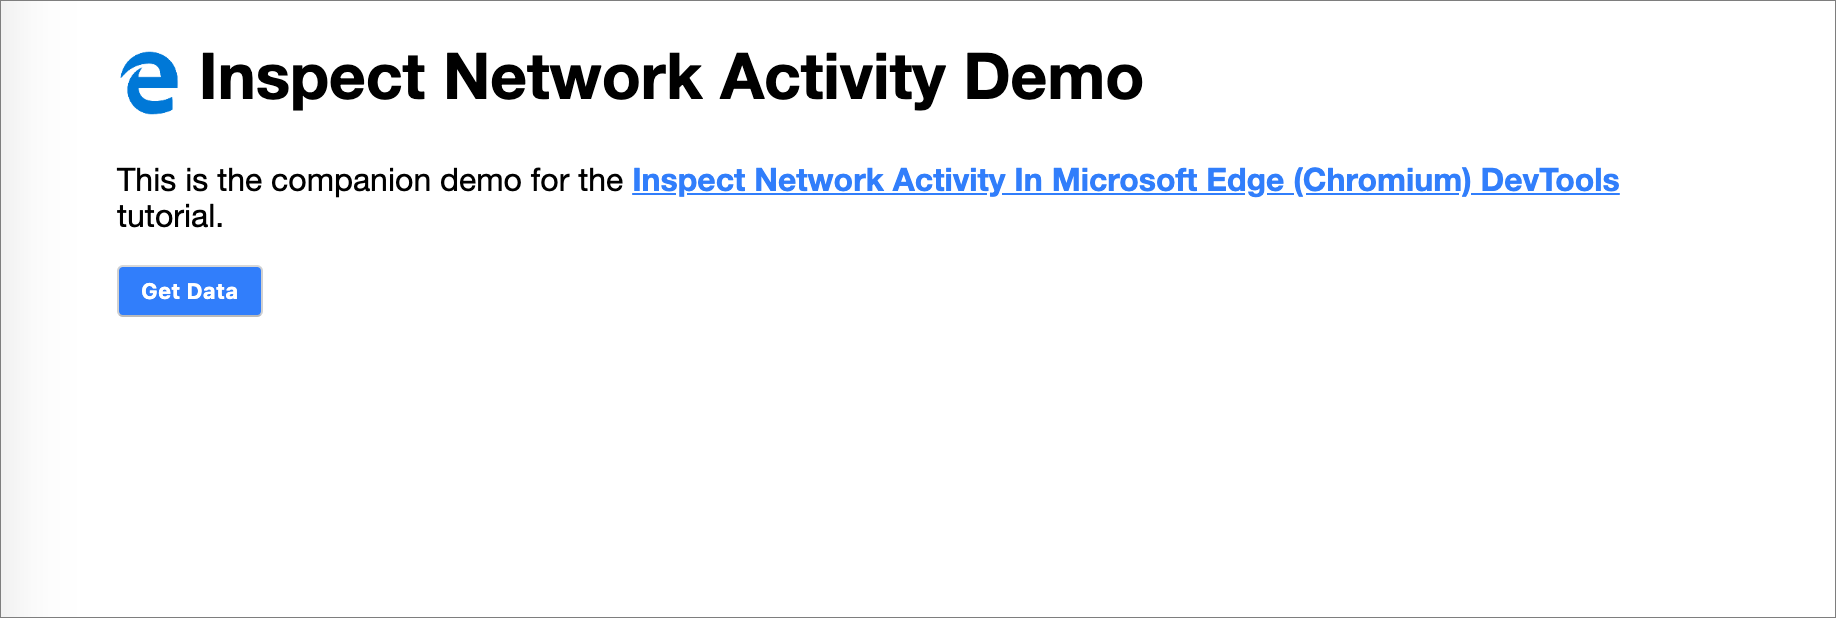 Inspect Network Activity Demo
This is the companion demo for the Inspect Network Activity In Microsoft Edge (Chromium) DevTools
tutorial.
Get Data